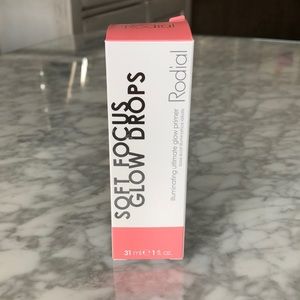 SOFT FOCUS
GLOW DROPS
Rodial
illuminating ultimate glow primer
31 ml e 1 fl. oz.